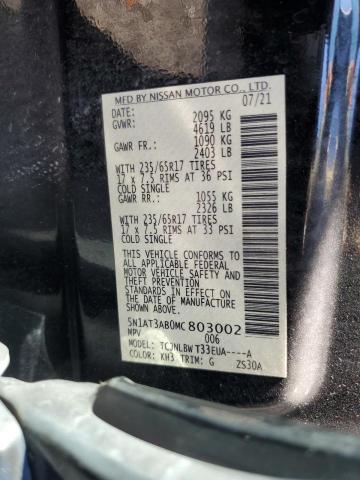 MFD BY NISSAN MOTOR CO., LTD.
DATE: 07/21
GVWR: 2095 KG
4619 LB
GAWR FR: 1090 KG
2403 LB
WITH 235/65R17 TIRES
17 x 7.5 RIMS AT 36 PSI
COLD SINGLE
GAWR RR: 1055 KG
2326 LB
WITH 235/65R17 TIRES
17 x 7.5 RIMS AT 33 PSI
COLD SINGLE
THIS VEHICLE CONFORMS TO
ALL APPLICABLE FEDERAL
MOTOR VEHICLE SAFETY AND
THEFT PREVENTION STANDARDS
IN EFFECT ON THE DATE OF
MANUFACTURE SHOWN ABOVE.
5N1AT3AB0MC803002
MPV 006
TYPE: T33EUA----A
COLOR: KH3 TRIM: G ZS30A